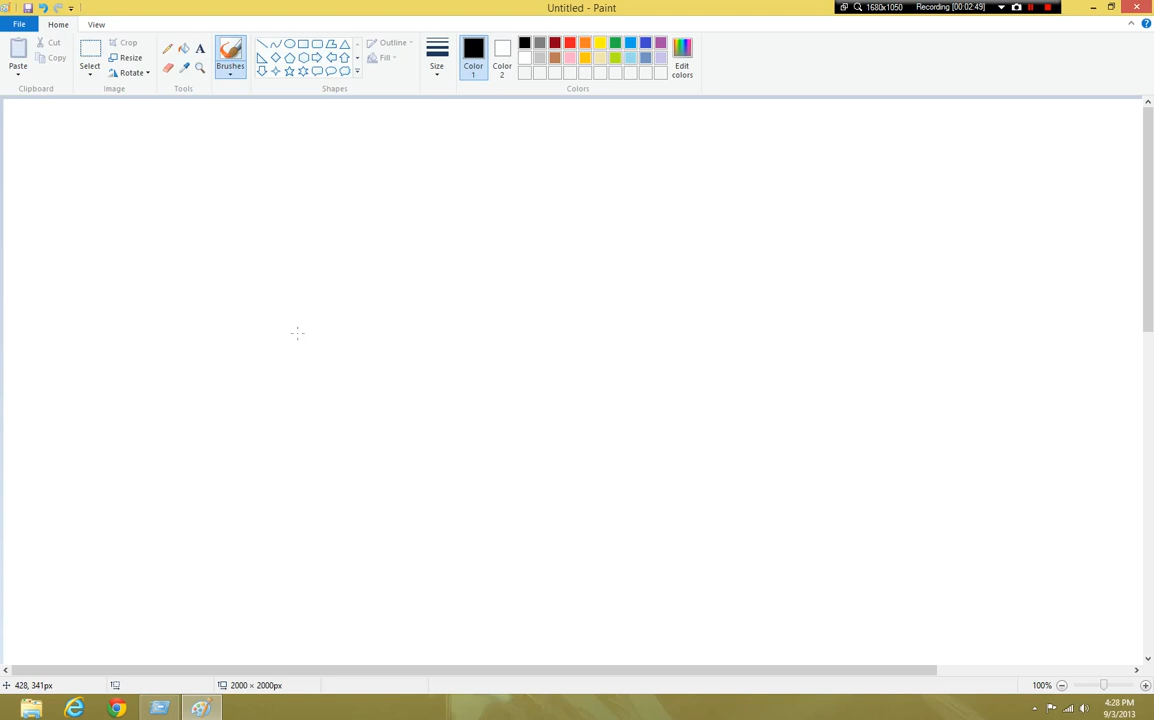 Untitled - Paint
1680x1050 Recording [00:02:49]
File Home View
Paste
Cut
Copy
Clipboard
Select
Crop
Resize
Rotate
Image
Tools
Brushes
Shapes
Outline
Fill
Size
Color 1
Color 2
Edit colors
Colors
428, 341px
2000 × 2000px
100%
4:28 PM
9/3/2013